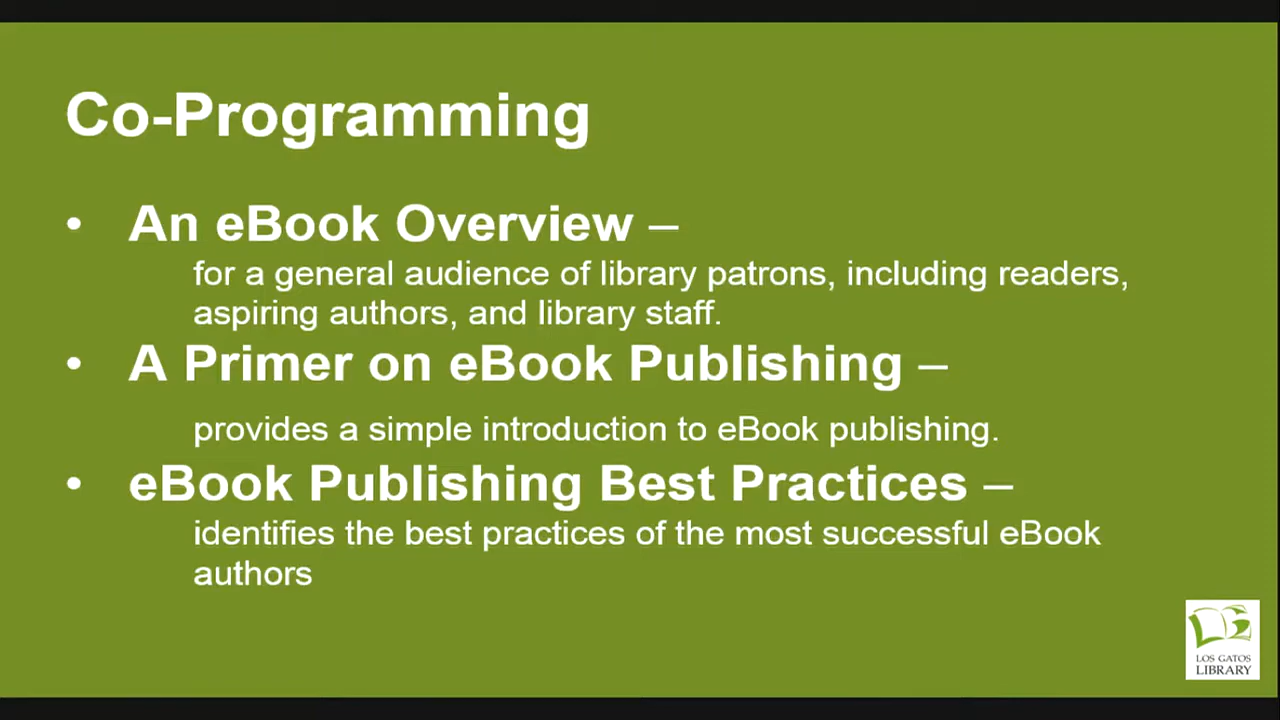 Co-Programming
• An eBook Overview –
for a general audience of library patrons, including readers,
aspiring authors, and library staff.
• A Primer on eBook Publishing –
provides a simple introduction to eBook publishing.
• eBook Publishing Best Practices –
identifies the best practices of the most successful eBook
authors
LOS GATOS
LIBRARY